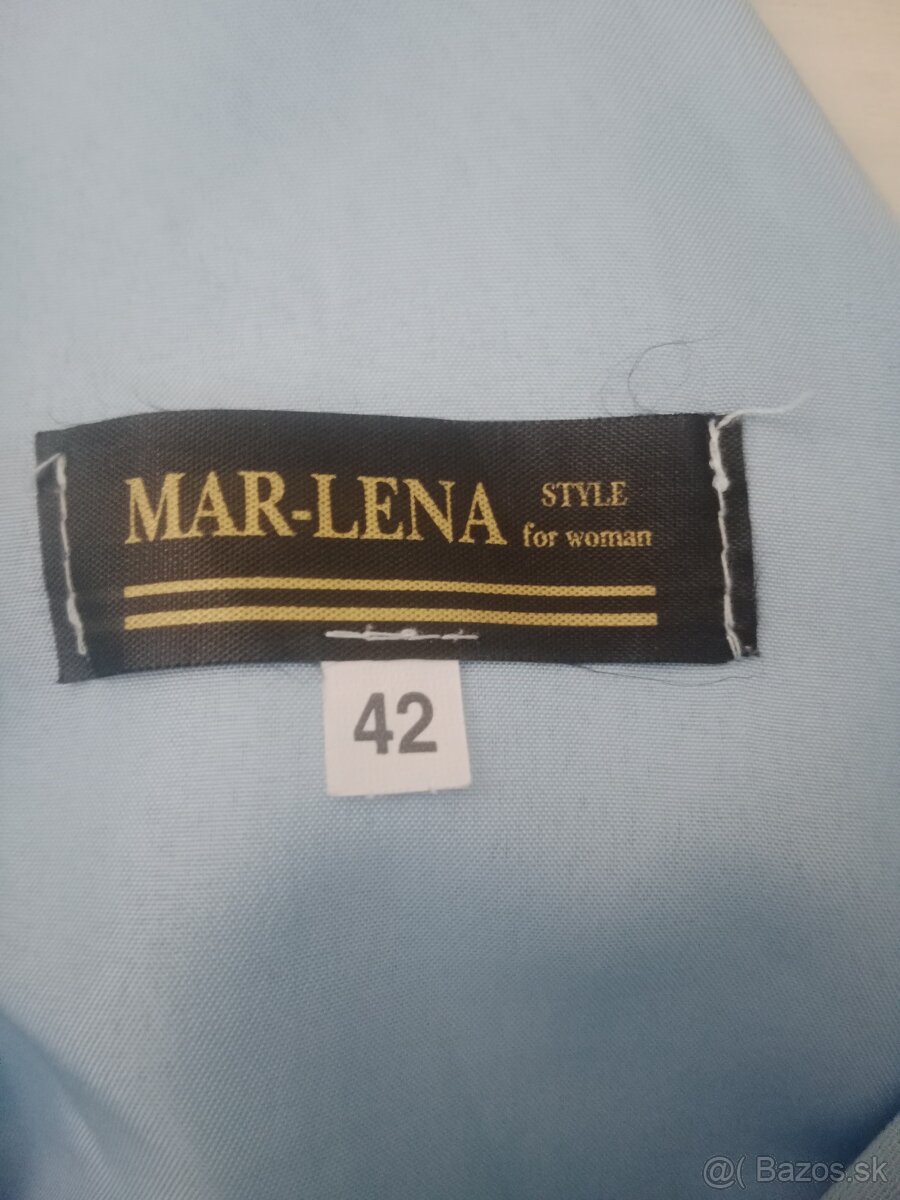 MAR-LENA STYLE
for woman
42
@( Bazos.sk